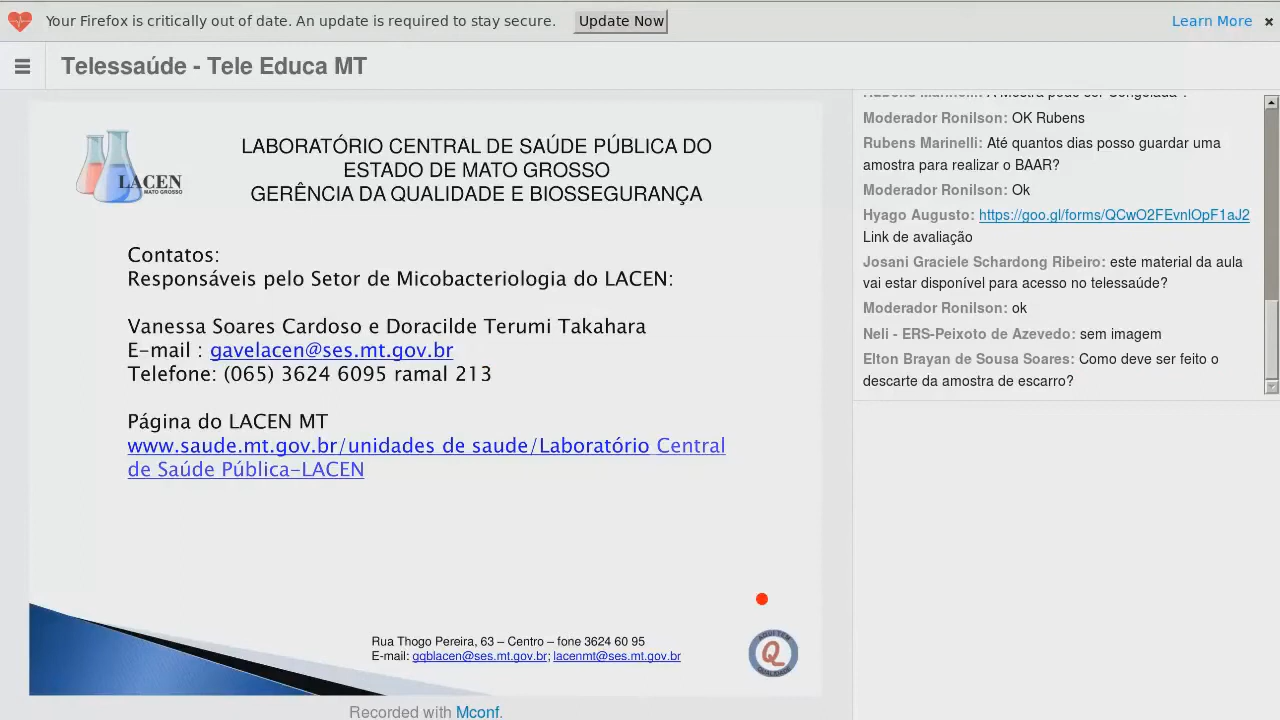 Your Firefox is critically out of date. An update is required to stay secure. Update Now Learn More ×
Telessaúde - Tele Educa MT
LACEN
MATO GROSSO
LABORATÓRIO CENTRAL DE SAÚDE PÚBLICA DO
ESTADO DE MATO GROSSO
GERÊNCIA DA QUALIDADE E BIOSSEGURANÇA
Contatos:
Responsáveis pelo Setor de Micobacteriologia do LACEN:
Vanessa Soares Cardoso e Doracilde Terumi Takahara
E-mail : gavelacen@ses.mt.gov.br
Telefone: (065) 3624 6095 ramal 213
Página do LACEN MT
www.saude.mt.gov.br/unidades de saude/Laboratório Central
de Saúde Pública-LACEN
Rua Thogo Pereira, 63 – Centro – fone 3624 60 95
E-mail: gqblacen@ses.mt.gov.br; lacenmt@ses.mt.gov.br
Q
QUALIDADE
Recorded with Mconf.
Moderador Ronilson: OK Rubens
Rubens Marinelli: Até quantos dias posso guardar uma
amostra para realizar o BAAR?
Moderador Ronilson: Ok
Hyago Augusto: https://goo.gl/forms/QCwO2FEvnlOpF1aJ2
Link de avaliação
Josani Graciele Schardong Ribeiro: este material da aula
vai estar disponível para acesso no telessaúde?
Moderador Ronilson: ok
Neli - ERS-Peixoto de Azevedo: sem imagem
Elton Brayan de Sousa Soares: Como deve ser feito o
descarte da amostra de escarro?